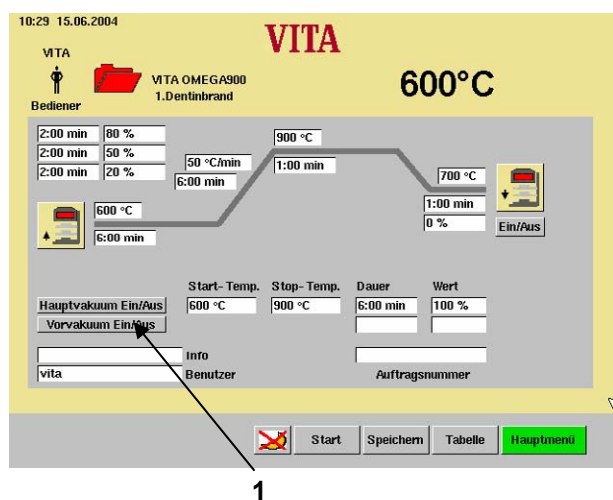 10:29 15.06.2004
VITA
VITA
VITA OMEGA900
1.Dentinbrand
600°C
Bediener
2:00 min 80 %
2:00 min 50 %
2:00 min 20 %
50 °C/min
6:00 min
900 °C
1:00 min
700 °C
1:00 min
0 %
Ein/Aus
600 °C
6:00 min
Start-Temp. Stop-Temp. Dauer Wert
Hauptvakuum Ein/Aus 600 °C 900 °C 6:00 min 100 %
Vorvakuum Ein/Aus
Info
vita Benutzer Auftragsnummer
Start Speichern Tabelle Hauptmenü
1